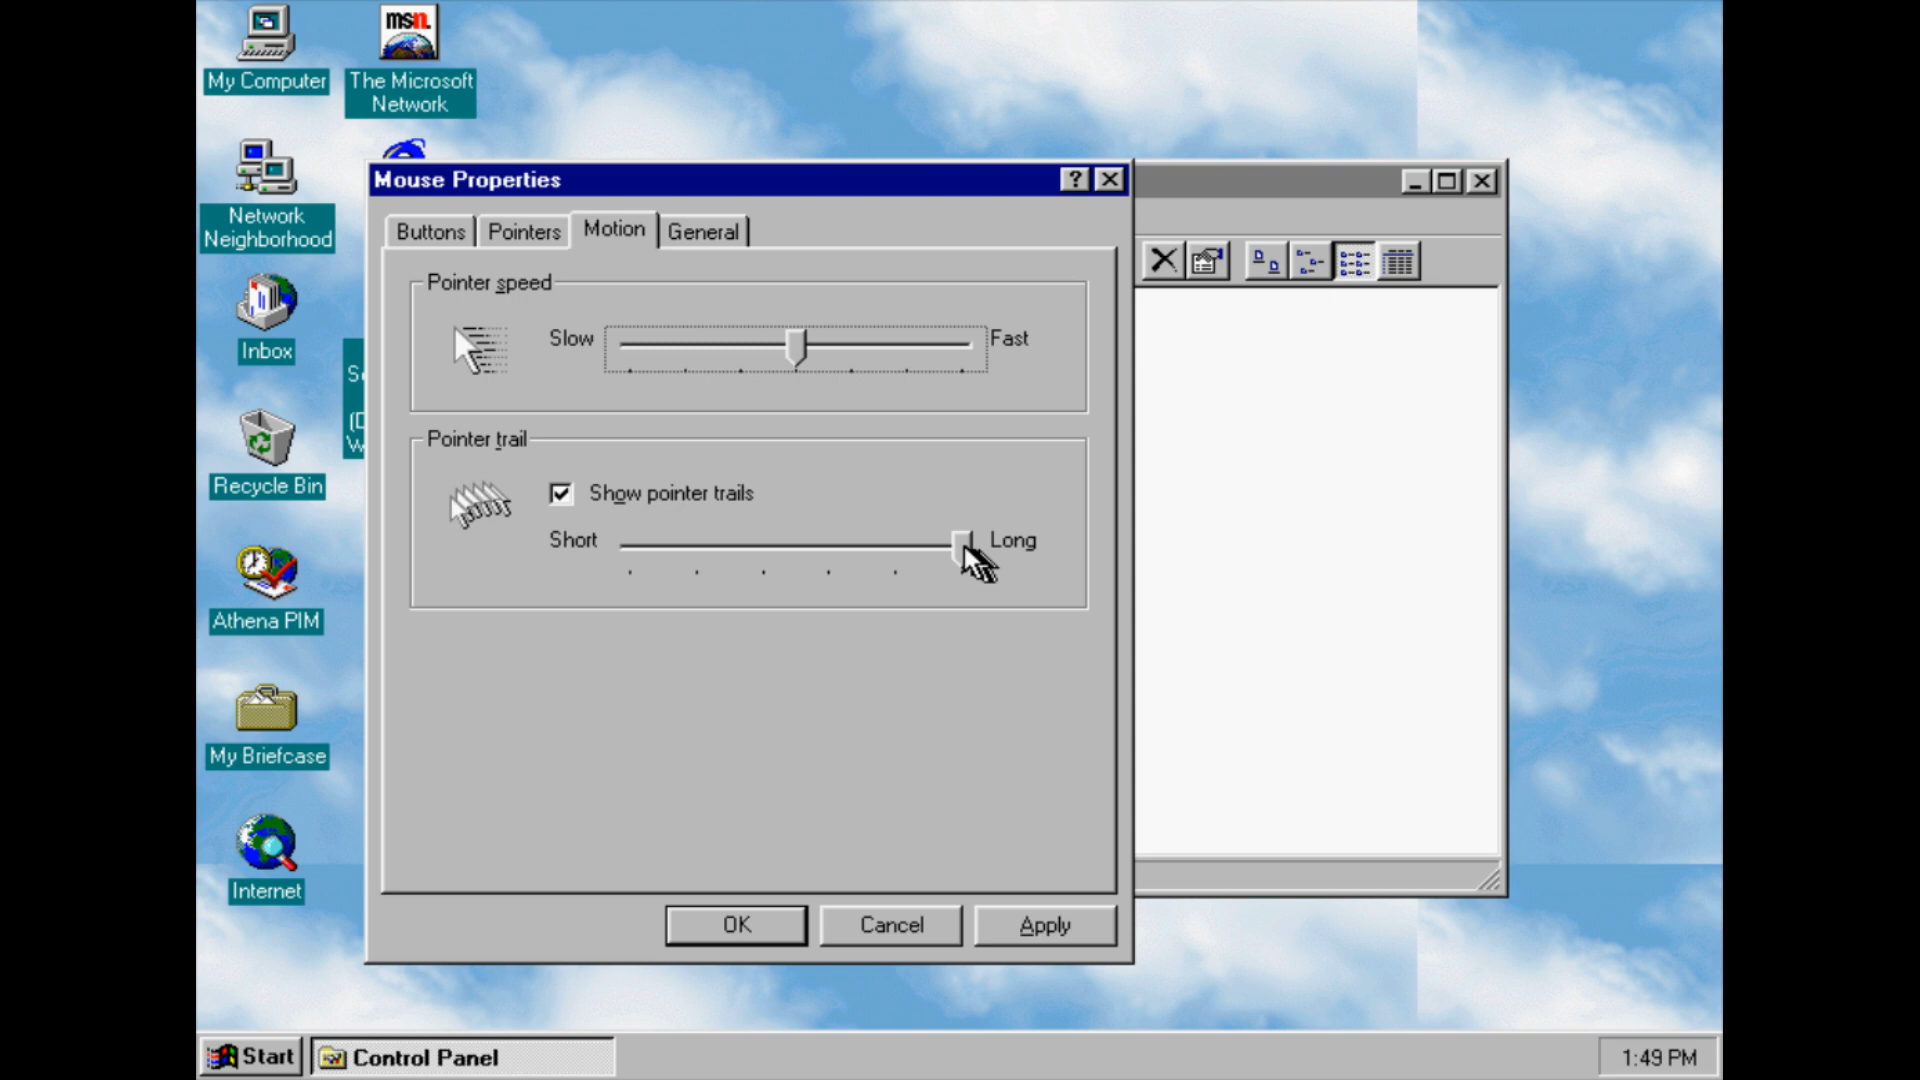 My Computer
msn.
The Microsoft
Network
Network
Neighborhood
Inbox
Recycle Bin
Athena PIM
My Briefcase
Internet
Mouse Properties
?
Buttons
Pointers
Motion
General
Pointer speed
Slow
Fast
Pointer trail
Show pointer trails
Short
Long
OK
Cancel
Apply
Start
Control Panel
1:49 PM